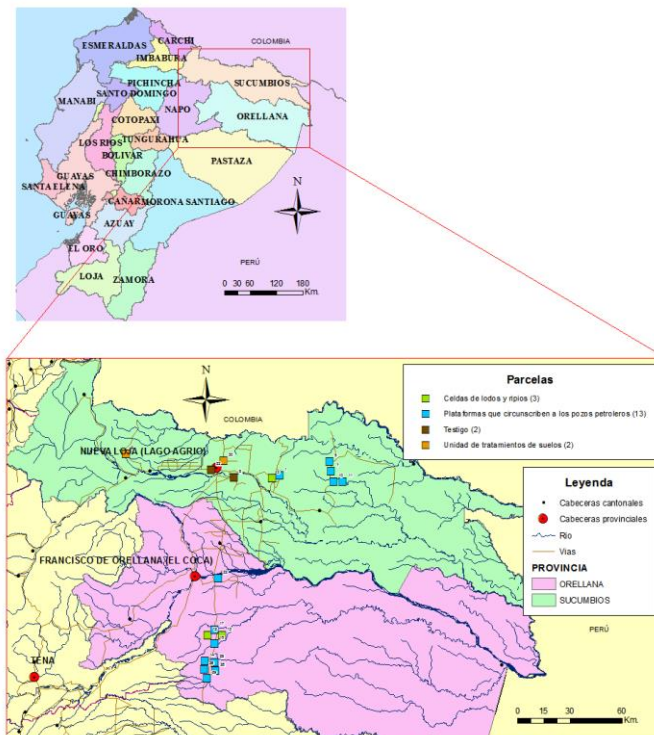 COLOMBIA
ESMERALDAS
CARCHI
IMBABURA
SUCUMBIOS
PICHINCHA
SANTO DOMINGO
NAPO
ORELLANA
MANABI
COTOPAXI
TUNGURAHUA
LOS RIOS
BOLIVAR
PASTAZA
GUAYAS
CHIMBORAZO
SANTA ELENA
CAÑAR
MORONA SANTIAGO
GUAYAS
AZUAY
N
EL ORO
PERÚ
LOJA
ZAMORA
0 30 60 120 180
Km.
N
COLOMBIA
Parcelas
Celdas de lodos y ripios (3)
Plataformas que circunscriben a los pozos petroleros (13)
Testigo (2)
Unidad de tratamientos de suelos (2)
NUEVA LOJA (LAGO AGRIO)
Leyenda
Cabeceras cantonales
Cabeceras provinciales
Rio
Vias
PROVINCIA
ORELLANA
SUCUMBIOS
FRANCISCO DE ORELLANA (EL COCA)
PERÚ
TENA
0 15 30 60
Km.